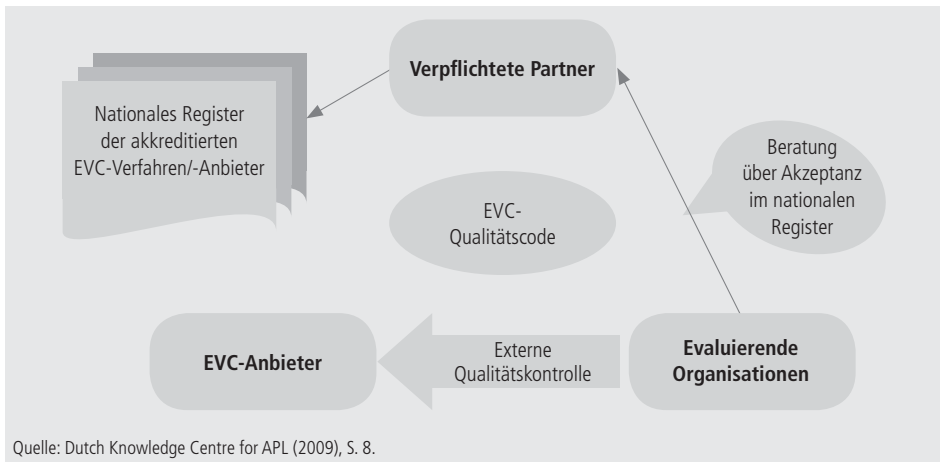 Verpflichtete Partner
Nationales Register
der akkreditierten
EVC-Verfahren/-Anbieter
Beratung
über Akzeptanz
im nationalen
Register
EVC-
Qualitätscode
EVC-Anbieter
Externe
Qualitätskontrolle
Evaluierende
Organisationen
Quelle: Dutch Knowledge Centre for APL (2009), S. 8.